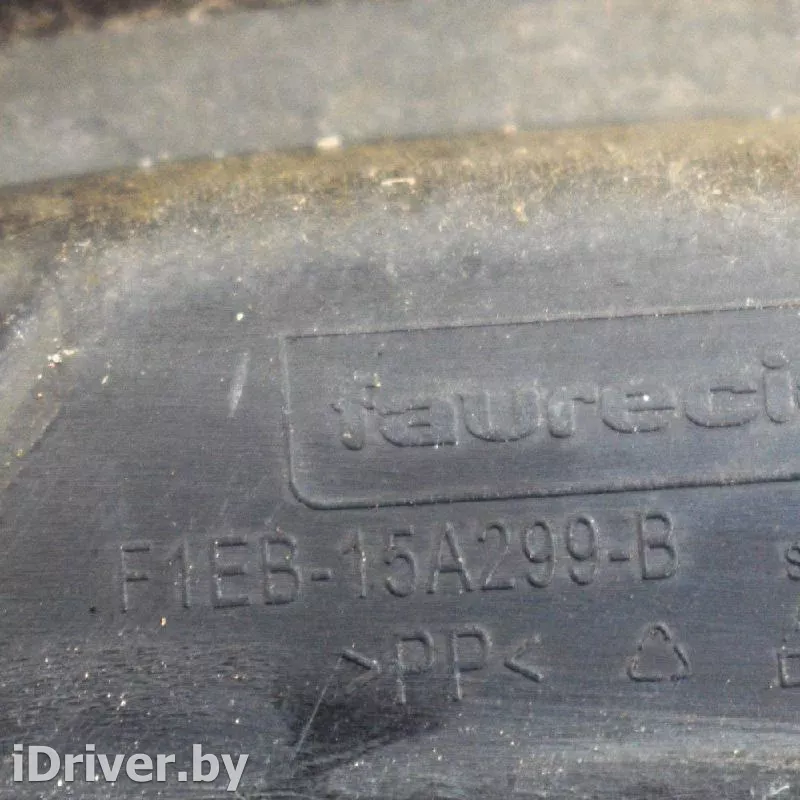 faureci
F1EB-15A299-B
>PP<
iDriver.by